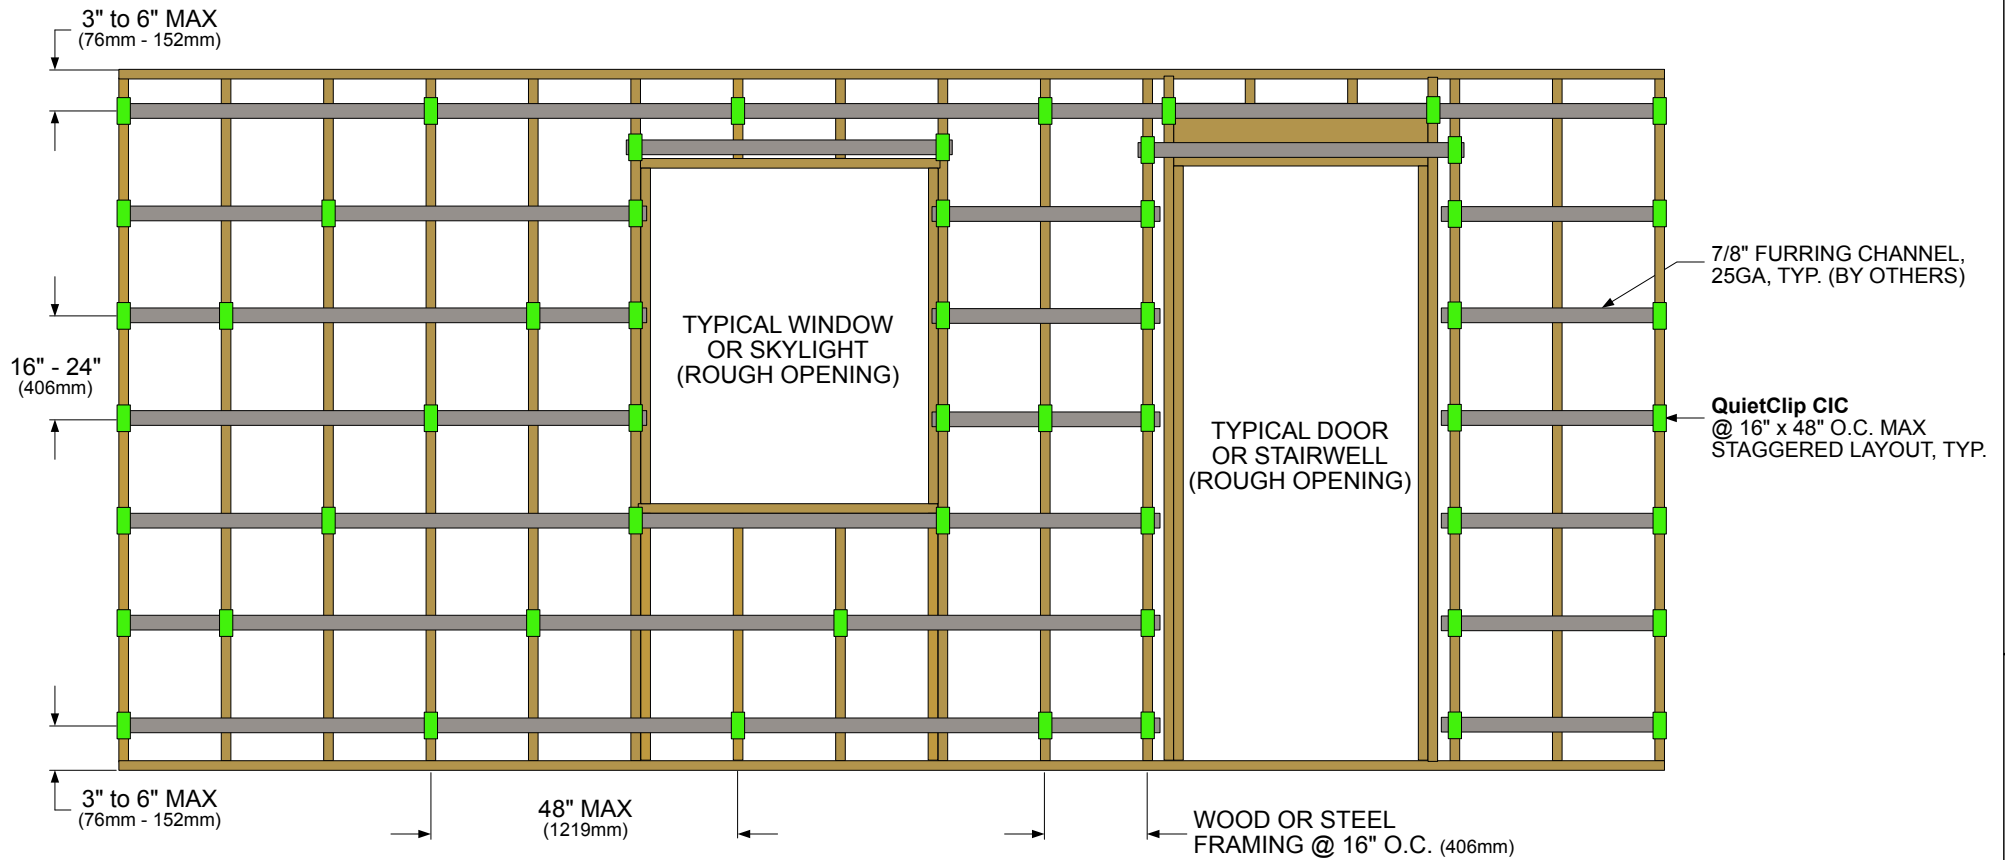 3" to 6" MAX
(76mm - 152mm)
TYPICAL WINDOW
OR SKYLIGHT
(ROUGH OPENING)
7/8" FURRING CHANNEL,
25GA, TYP. (BY OTHERS)
16" - 24"
(406mm)
QuietClip CIC
@ 16" x 48" O.C. MAX
STAGGERED LAYOUT, TYP.
TYPICAL DOOR
OR STAIRWELL
(ROUGH OPENING)
3" to 6" MAX
(76mm - 152mm)
48" MAX
(1219mm)
WOOD OR STEEL
FRAMING @ 16" O.C. (406mm)